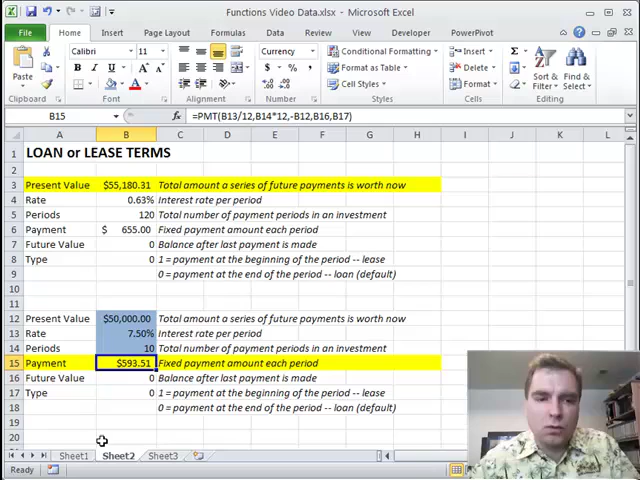 Functions Video Data.xlsx - Microsoft Excel
File Home Insert Page Layout Formulas Data Review View Developer PowerPivot
Paste Calibri 11 Currency Conditional Formatting Insert
Format as Table Delete Sort & Filter Find & Select
Cell Styles Format
Clipboard Font Alignment Number Styles Cells Editing
B15 fx =PMT(B13/12,B14*12,-B12,B16,B17)
A B C D E F G H I J K L
1 LOAN or LEASE TERMS
2
3 Present Value $55,180.31 Total amount a series of future payments is worth now
4 Rate 0.63% Interest rate per period
5 Periods 120 Total number of payment periods in an investment
6 Payment $ 655.00 Fixed payment amount each period
7 Future Value 0 Balance after last payment is made
8 Type 0 1 = payment at the beginning of the period -- lease
9 0 = payment at the end of the period -- loan (default)
10
11
12 Present Value $50,000.00 Total amount a series of future payments is worth now
13 Rate 7.50% Interest rate per period
14 Periods 10 Total number of payment periods in an investment
15 Payment $593.51 Fixed payment amount each period
16 Future Value 0 Balance after last payment is made
17 Type 0 1 = payment at the beginning of the period -- lease
18 0 = payment at the end of the period -- loan (default)
19
20
Sheet1 Sheet2 Sheet3
Ready